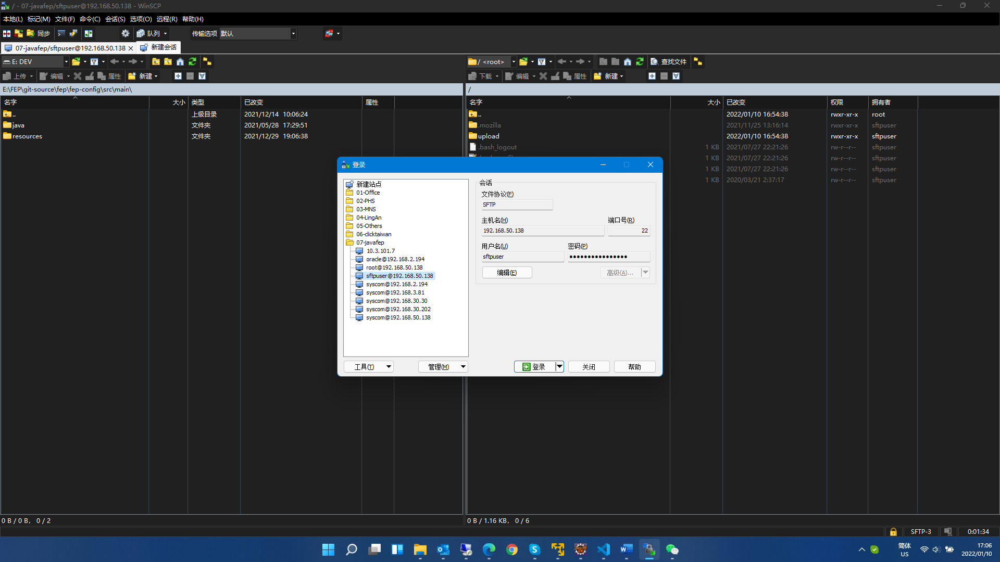 / - 07-javafep/sftpuser@192.168.50.138 - WinSCP
本地(L) 标记(M) 文件(F) 命令(C) 会话(S) 选项(O) 远程(R) 帮助(H)
同步 队列 传输选项 默认
07-javafep/sftpuser@192.168.50.138 新建会话
E: DEV
上传 编辑 属性 新建
E:\FEP\git-source\fep\fep-config\src\main\
名字 大小 类型 已改变 属性
.. 上级目录 2021/12/14 10:06:24
java 文件夹 2021/05/28 17:29:51
resources 文件夹 2021/12/29 19:06:38
/ <root> 查找文件
下载 编辑 属性 新建
/
名字 大小 已改变 权限 拥有者
.. 2022/01/10 16:54:38 rwxr-xr-x root
.mozilla 2021/11/25 13:16:14 rwxr-xr-x sftpuser
upload 2022/01/10 16:54:38 rwxr-xr-x sftpuser
.bash_logout 1 KB 2021/07/27 22:21:26 rw-r--r-- sftpuser
1 KB 2021/07/27 22:21:26 rw-r--r-- sftpuser
1 KB 2021/07/27 22:21:26 rw-r--r-- sftpuser
1 KB 2020/03/21 2:37:17 rw-r--r-- sftpuser
登录
新建站点
01-Office
02-PHS
03-MNS
04-LingAn
05-Others
06-clicktaiwan
07-javafep
10.3.101.7
oracle@192.168.2.194
root@192.168.50.138
sftpuser@192.168.50.138
syscom@192.168.2.194
syscom@192.168.3.81
syscom@192.168.30.30
syscom@192.168.30.202
syscom@192.168.50.138
会话
文件协议(F)
SFTP
主机名(H) 端口号(R)
192.168.50.138 22
用户名(U) 密码(P)
sftpuser ●●●●●●●●●●●●●●●●
编辑(E) 高级(A)...
工具(T) 管理(M) 登录 关闭 帮助
0 B / 0 B, 0 / 2
0 B / 1.16 KB, 0 / 6
SFTP-3 0:01:34
简体 17:06
US 2022/01/10